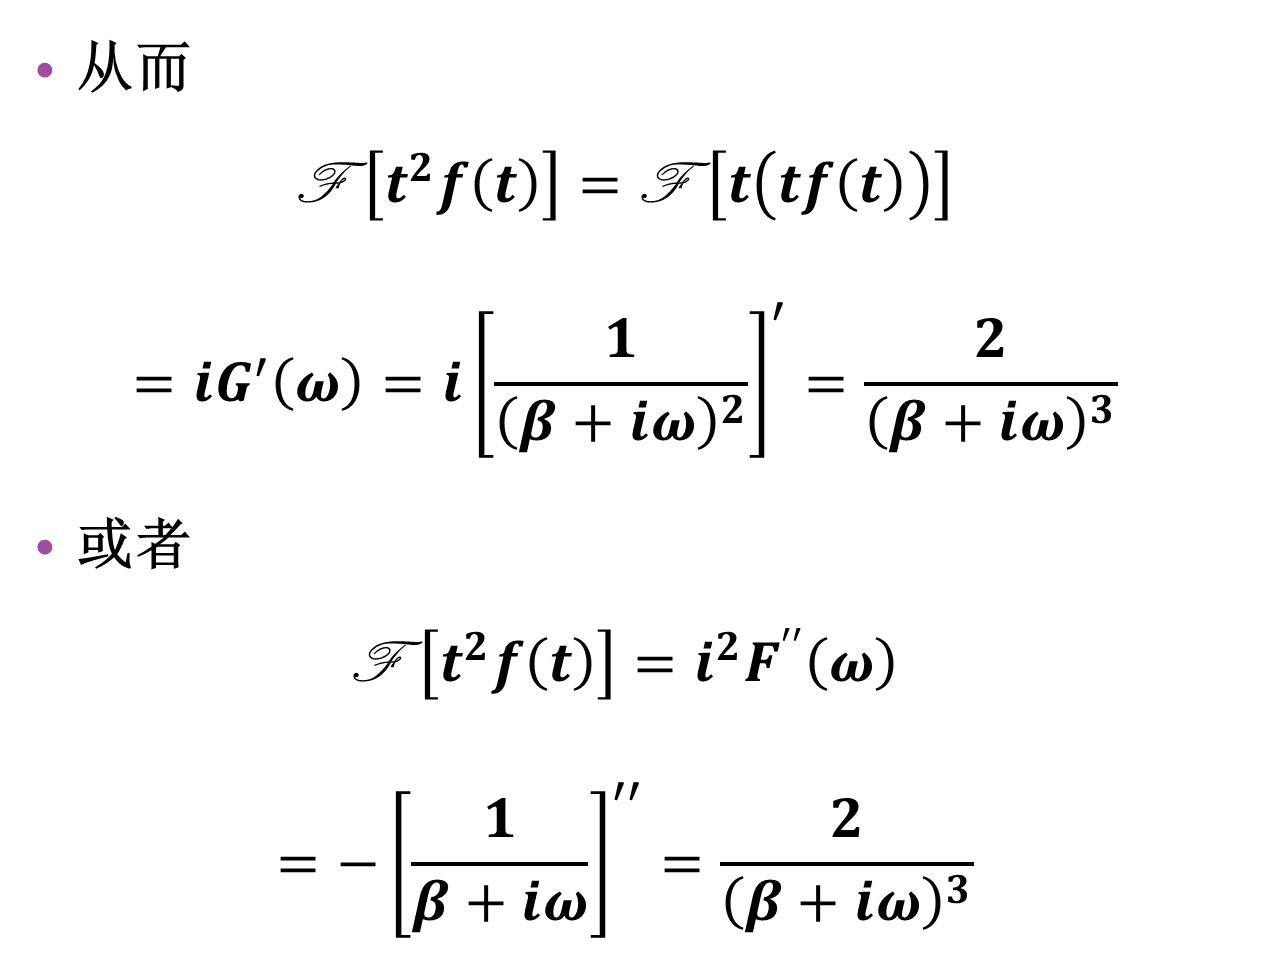 • 从而
ℱ[t²f(t)] = ℱ[t(tf(t))]
= iG′(ω) = i[1/(β + iω)²]′ = 2/(β + iω)³
• 或者
ℱ[t²f(t)] = i²F′′(ω)
= −[1/(β + iω)]′′ = 2/(β + iω)³